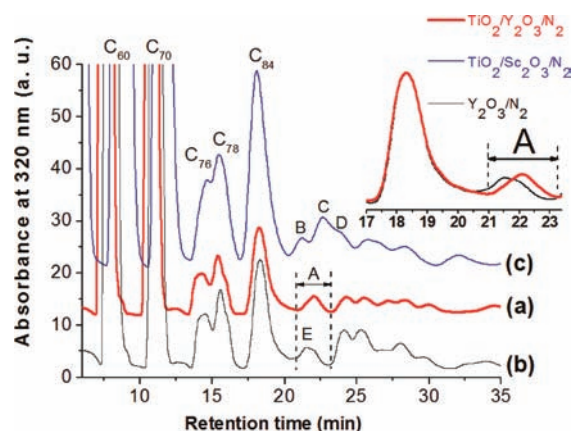 C60 C70
C84
C76 C78
TiO2/Y2O3/N2
TiO2/Sc2O3/N2
Y2O3/N2
A
17 18 19 20 21 22 23
B C D
(c)
A
(a)
E
(b)
60
50
40
30
20
10
0
10 15 20 25 30 35
Absorbance at 320 nm (a. u.)
Retention time (min)